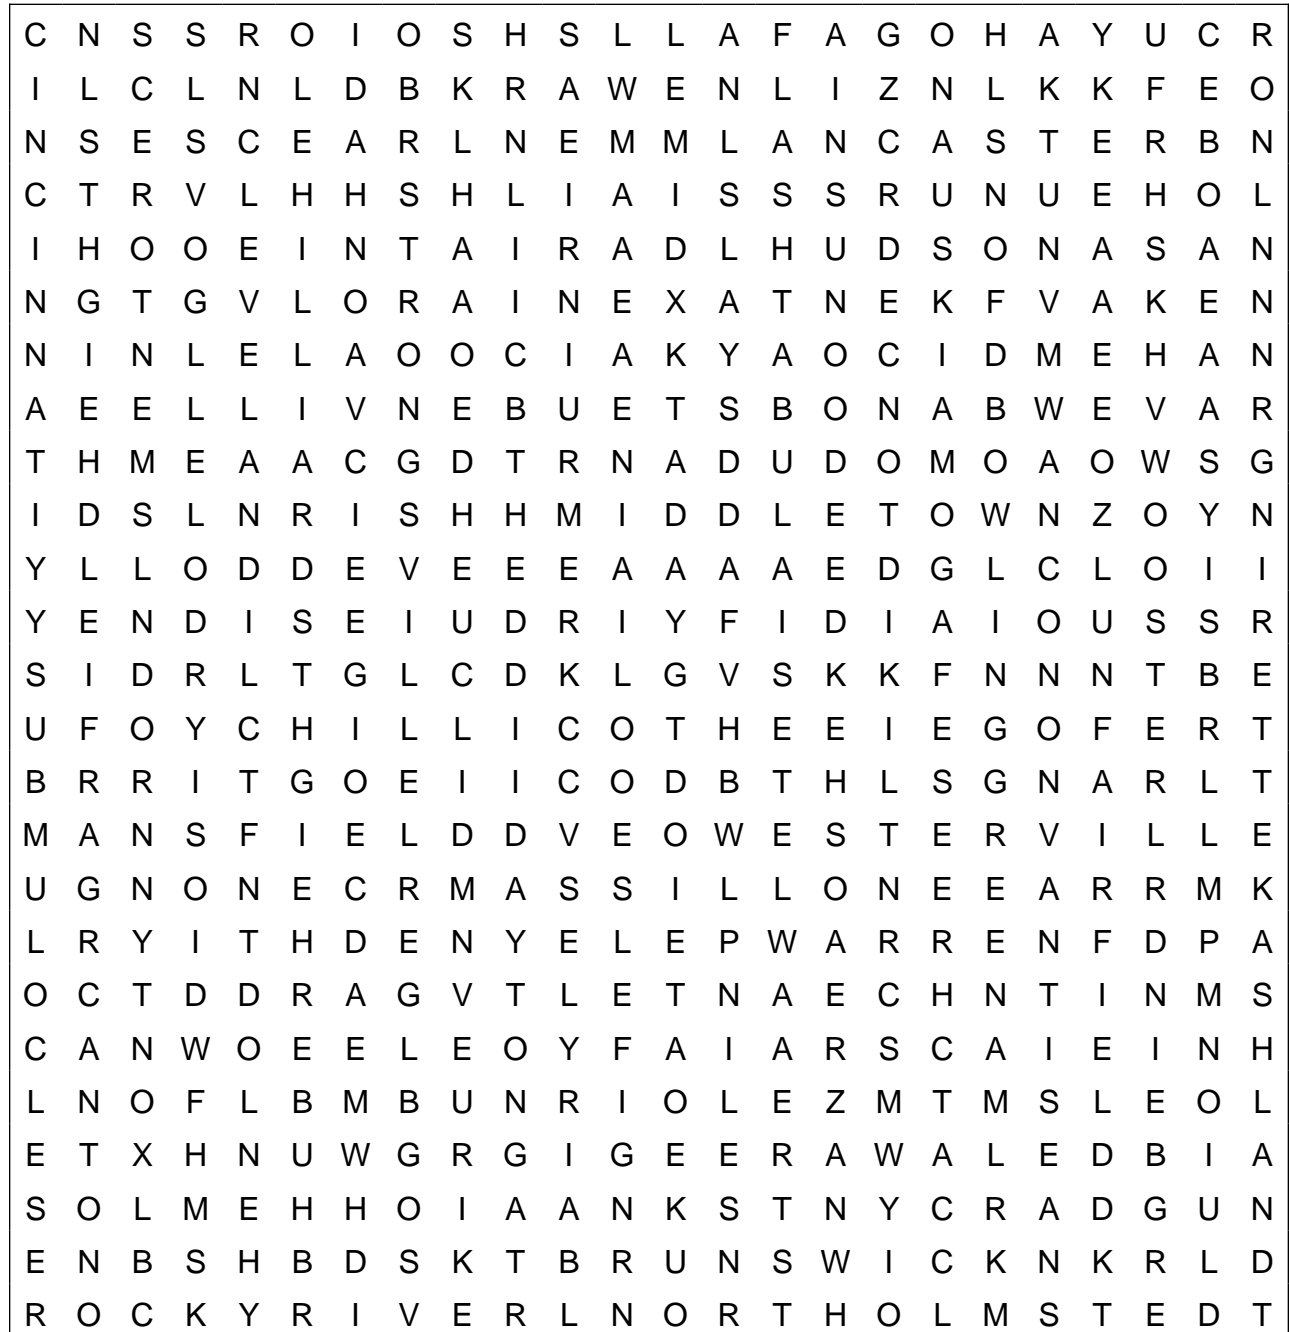 C N S S R O I O S H S L L A F A G O H A Y U C R
I L C L N L D B K R A W E N L I Z N L K K F E O
N S E S C E A R L N E M M L A N C A S T E R B N
C T R V L H H S H L I A I S S S R U N U E H O L
I H O O E I N T A I R A D L H U D S O N A S A N
N G T G V L O R A I N E X A T N E K F V A K E N
N I N L E L A O O C I A K Y A O C I D M E H A N
A E E L L I V N E B U E T S B O N A B W E V A R
T H M E A A C G D T R N A D U D O M O A O W S G
I D S L N R I S H H M I D D L E T O W N Z O Y N
Y L L O D D E V E E E A A A A E D G L C L O I I
Y E N D I S E I U D R I Y F I D I A I O U S S R
S I D R L T G L C D K L G V S K K F N N N T B E
U F O Y C H I L L I C O T H E E I E G O F E R T
B R R I T G O E I I C O D B T H L S G N A R L T
M A N S F I E L D D V E O W E S T E R V I L L E
U G N O N E C R M A S S I L L O N E E A R R M K
L R Y I T H D E N Y E L E P W A R R E N F D P A
O C T D D R A G V T L E T N A E C H N T I N M S
C A N W O E E L E O Y F A I A R S C A I E I N H
L N O F L B M B U N R I O L E Z M T M S L E O L
E T X H N U W G R G I G E E R A W A L E D B I A
S O L M E H H O I A A N K S T N Y C R A D G U N
E N B S H B D S K T B R U N S W I C K N K R L D
R O C K Y R I V E R L N O R T H O L M S T E D T